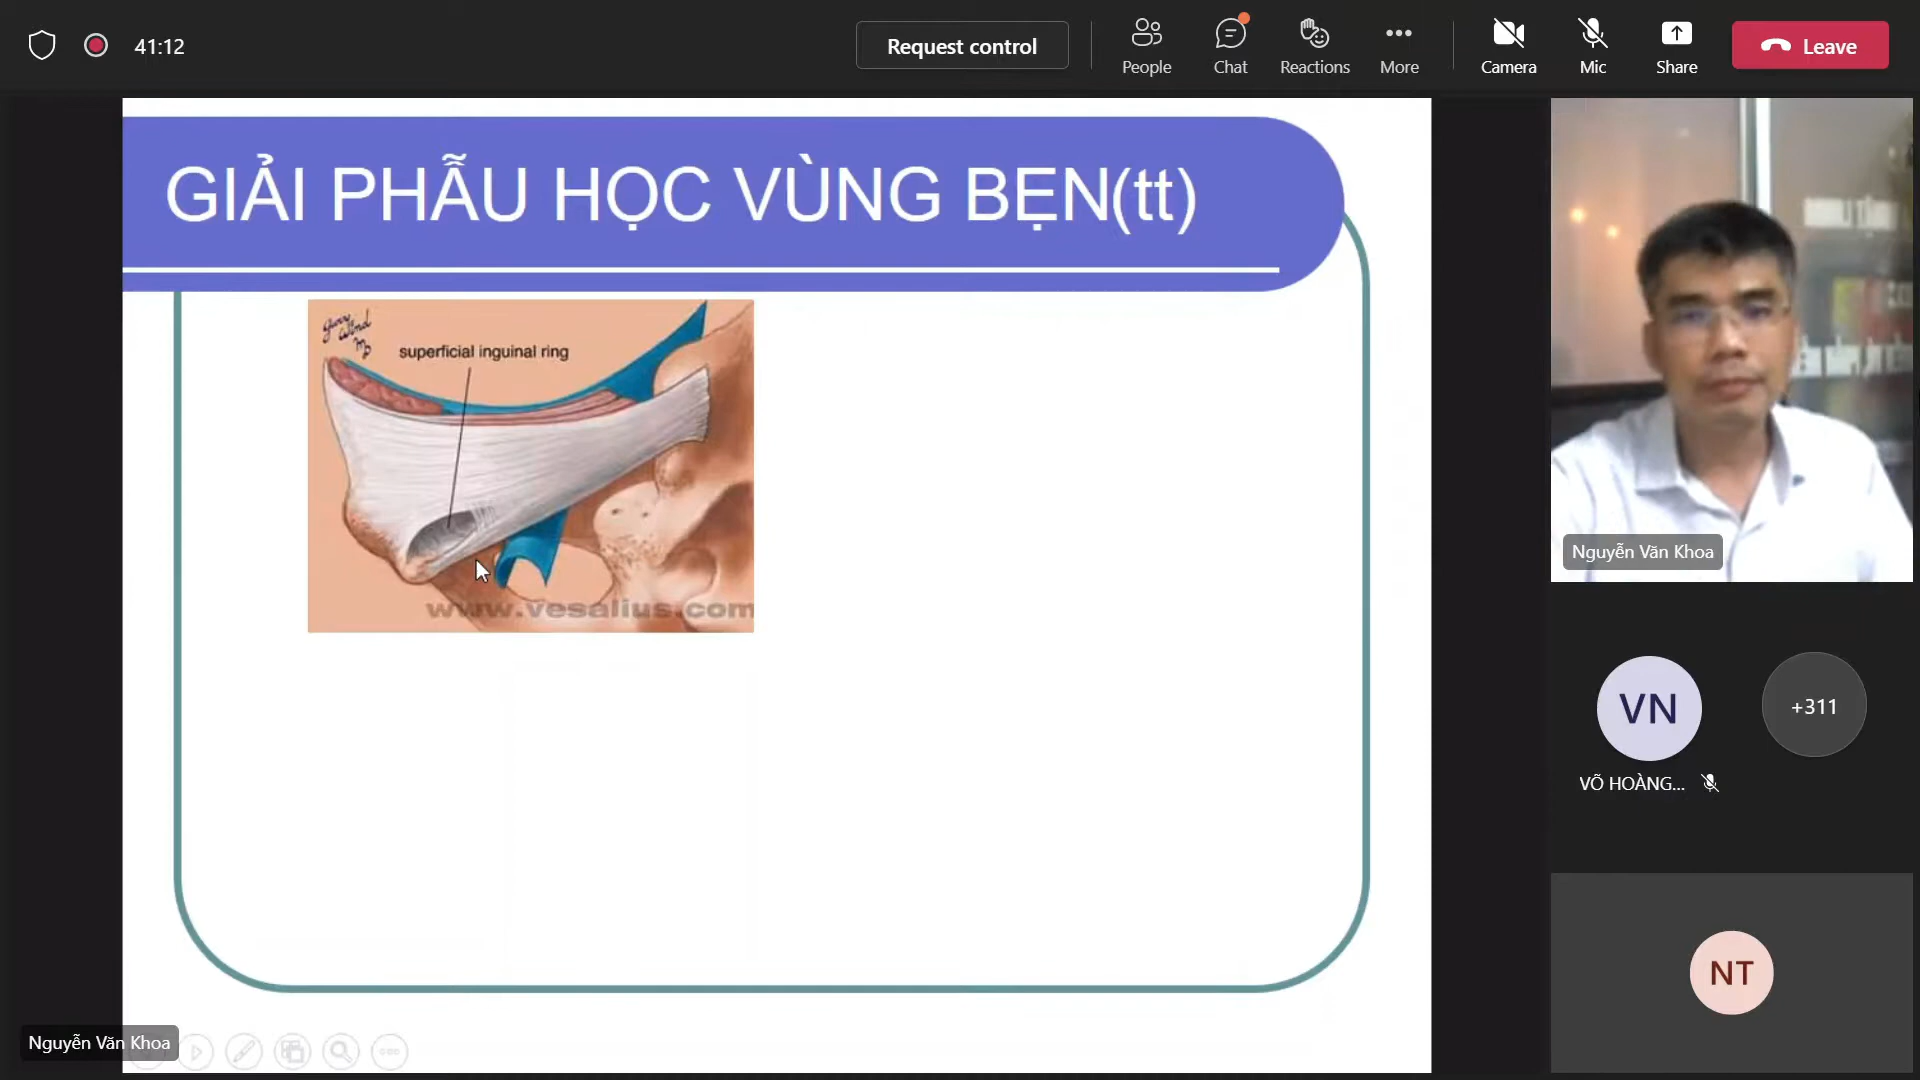 41:12
Request control
People
Chat
Reactions
More
Camera
Mic
Share
Leave
GIẢI PHẪU HỌC VÙNG BẸN(tt)
superficial inguinal ring
www.vesalius.com
Nguyễn Văn Khoa
VN
+311
VÕ HOÀNG...
NT
Nguyễn Văn Khoa